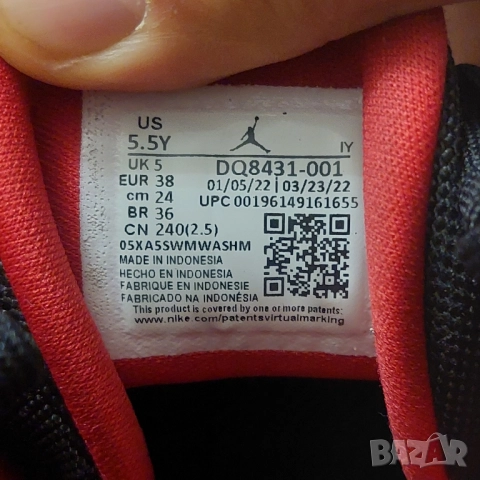 US
5.5Y
IY
UK 5
DQ8431-001
EUR 38
01/05/22 | 03/23/22
cm 24
UPC 00196149161655
BR 36
CN 240(2.5)
05XA5SWMWASHM
MADE IN INDONESIA
HECHO EN INDONESIA
FABRIQUE EN INDONESIE
FABRICADO NA INDONESIA
This product is covered by one or more patents:
www.nike.com/patentsvirtualmarking
BAZAR